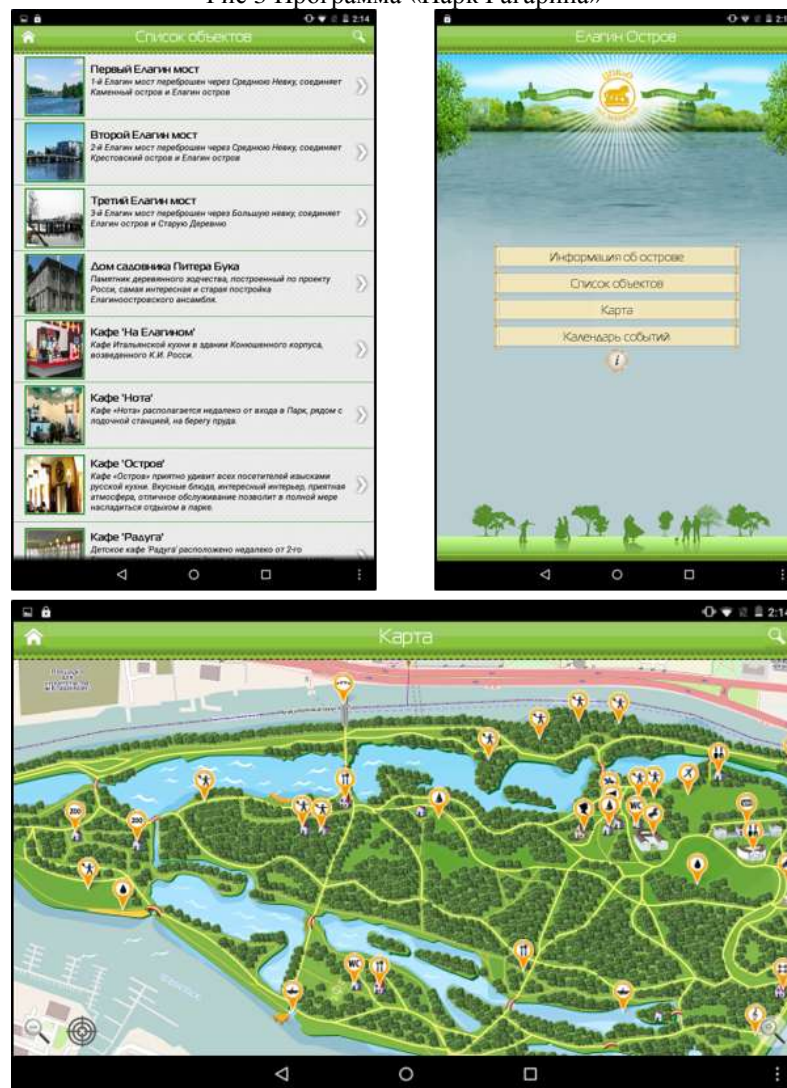 Рис 3 Программа «Парк Гагарина»
2:14
Список объектов
Первый Елагин мост
1-й Елагин мост переброшен через Среднюю Невку, соединяет
Каменный остров и Елагин остров
Второй Елагин мост
2-й Елагин мост переброшен через Среднюю Невку, соединяет
Крестовский остров и Елагин остров
Третий Елагин мост
3-й Елагин мост переброшен через Большую невку, соединяет
Елагин остров и Старую Деревню
Дом садовника Питера Бука
Памятник деревянного зодчества, построенный по проекту
Росси, самая интересная и старая постройка
Елагиноостровского ансамбля.
Кафе 'На Елагином'
Кафе Итальянской кухни в здании Конюшенного корпуса,
возведенного К.И. Росси.
Кафе 'Нота'
Кафе «Нота» располагается недалеко от входа в Парк, рядом с
лодочной станцией, на берегу пруда.
Кафе 'Остров'
Кафе «Остров» приятно удивит всех посетителей изысками
русской кухни. Вкусные блюда, интересный интерьер, приятная
атмосфера, отличное обслуживание позволит в полной мере
насладиться отдыхом в парке.
Кафе 'Радуга'
Детское кафе 'Радуга' расположено недалеко от 2-го
2:1
Елагин Остров
ЦПКиО
Информация об острове
Список объектов
Карта
Календарь событий
i
2:14
Карта
ZOO
ZOO
WC
WC